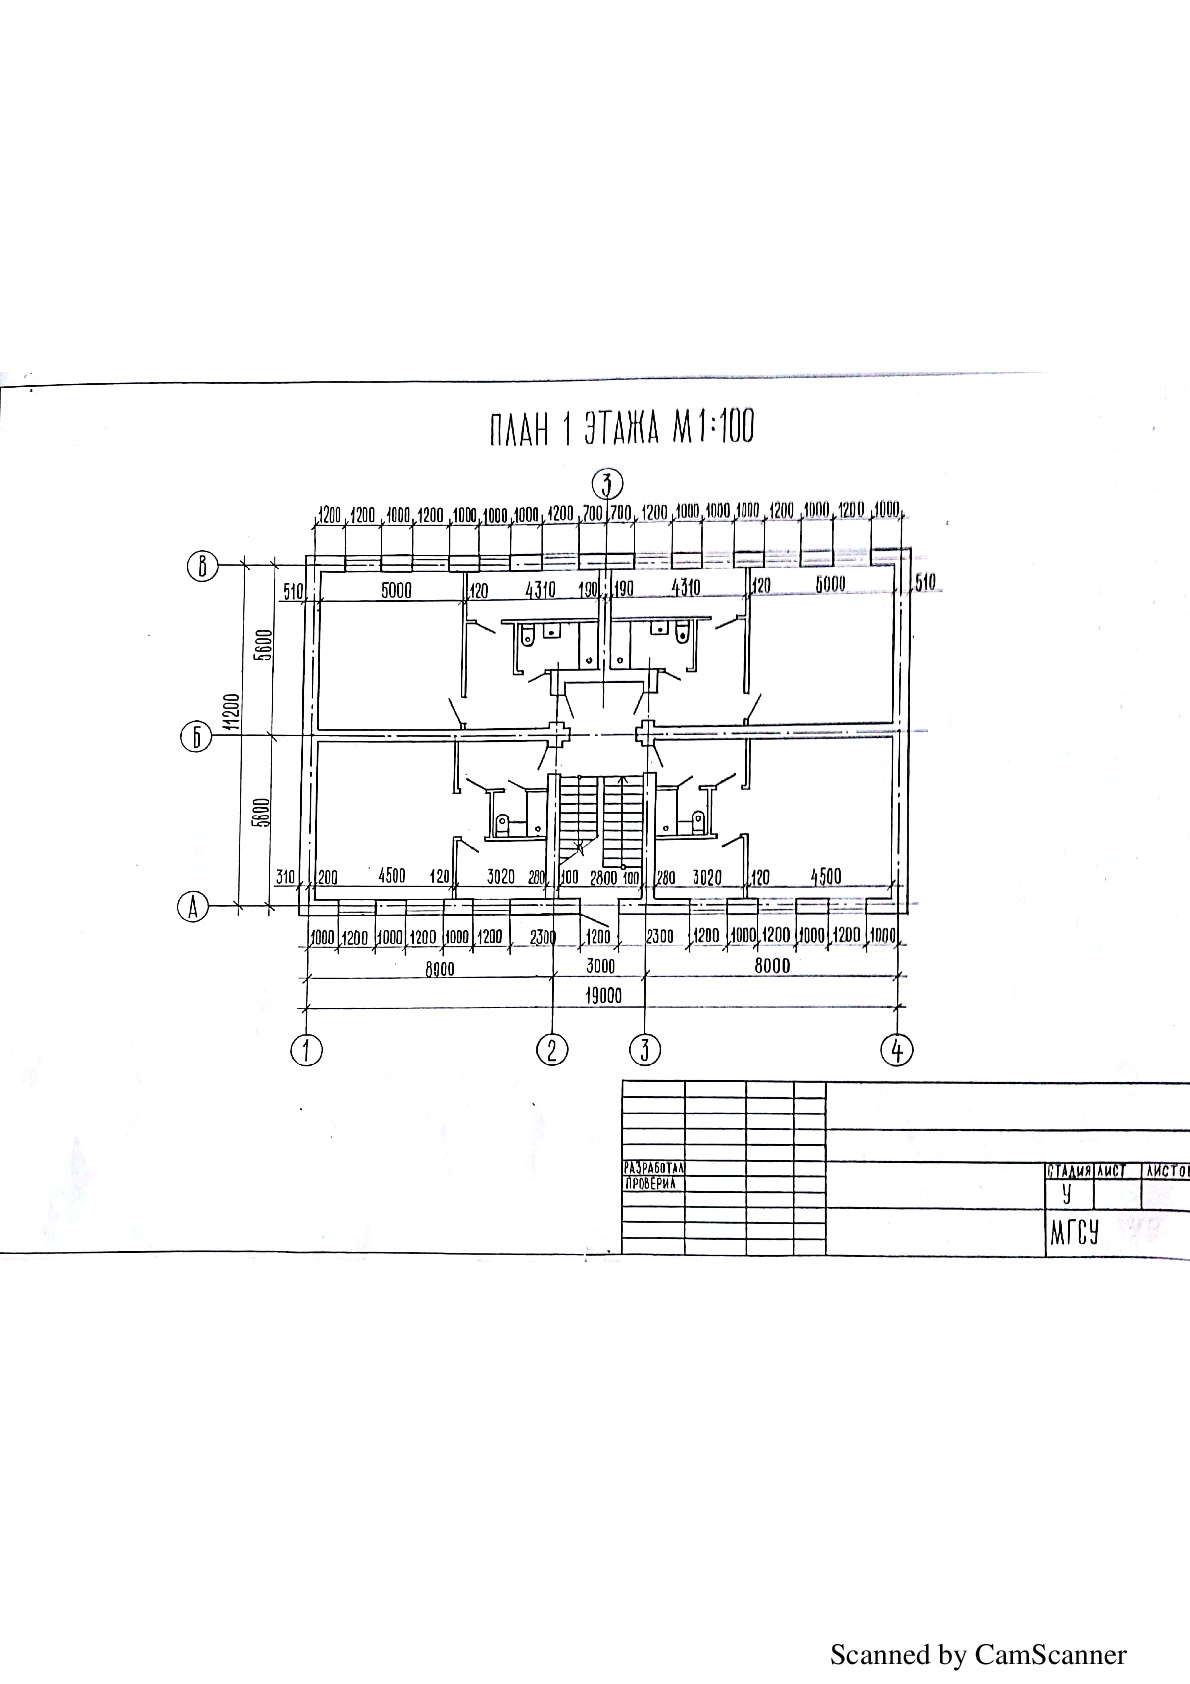 ПЛАН 1 ЭТАЖА М1:100
3
1200 1200 1000 1200 1000 1000 1000 1200 700 700 1200 1000 1000 1000 1200 1000 1200 1000
В
510 5000 120 4310 190 190 4310 120 5000 510
5600
11200
Б
5600
310 200 4500 120 3020 280 100 2800 100 280 3020 120 4500
А
1000 1200 1000 1200 1000 1200 2300 1200 2300 1200 1000 1200 1000 1200 1000
8000 3000 8000
19000
1 2 3 4
РАЗРАБОТАЛ СТАДИЯ ЛИСТ ЛИСТОВ
ПРОВЕРИЛ У
МГСУ
Scanned by CamScanner